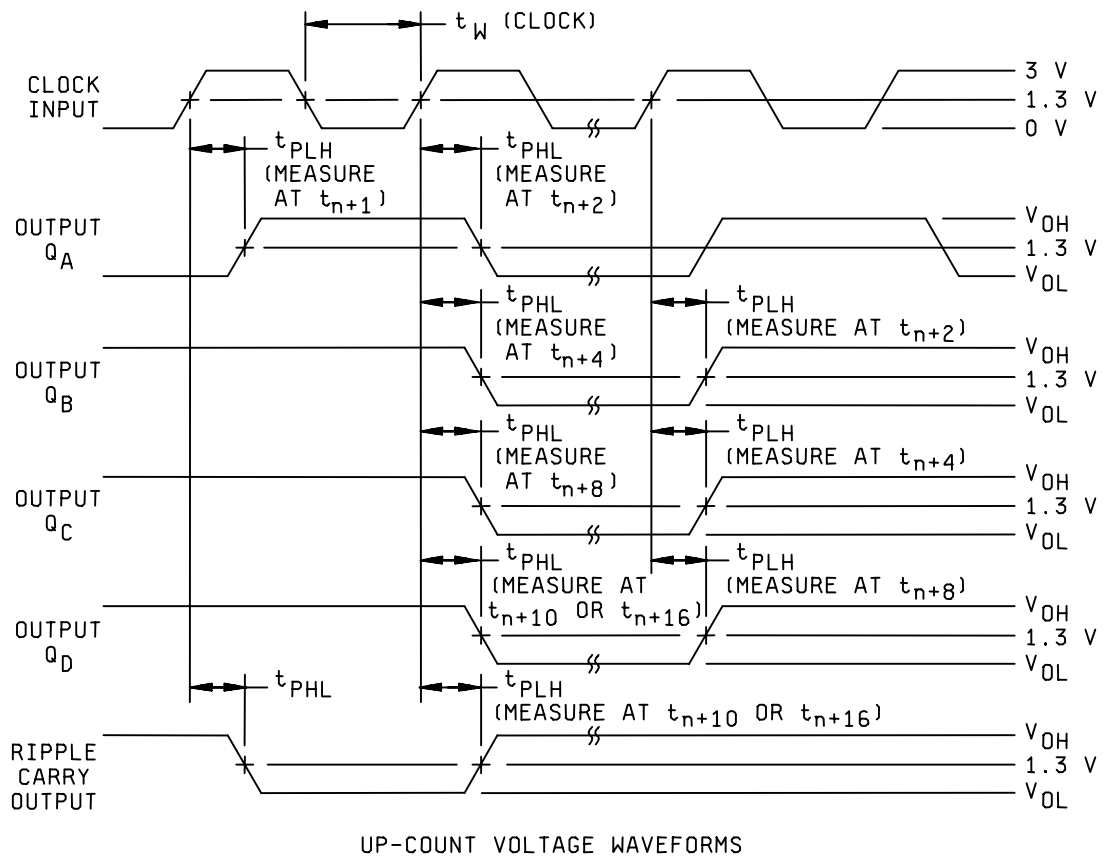 t_W (CLOCK)
CLOCK
INPUT
3 V
1.3 V
0 V
t_PLH
(MEASURE
AT t_n+1)
t_PHL
(MEASURE
AT t_n+2)
OUTPUT
Q_A
V_OH
1.3 V
V_OL
t_PHL
(MEASURE
AT t_n+4)
t_PLH
(MEASURE AT t_n+2)
OUTPUT
Q_B
V_OH
1.3 V
V_OL
t_PHL
(MEASURE
AT t_n+8)
t_PLH
(MEASURE AT t_n+4)
OUTPUT
Q_C
V_OH
1.3 V
V_OL
t_PHL
(MEASURE AT
t_n+10 OR t_n+16)
t_PLH
(MEASURE AT t_n+8)
OUTPUT
Q_D
V_OH
1.3 V
V_OL
t_PHL
t_PLH
(MEASURE AT t_n+10 OR t_n+16)
RIPPLE
CARRY
OUTPUT
V_OH
1.3 V
V_OL
UP-COUNT VOLTAGE WAVEFORMS